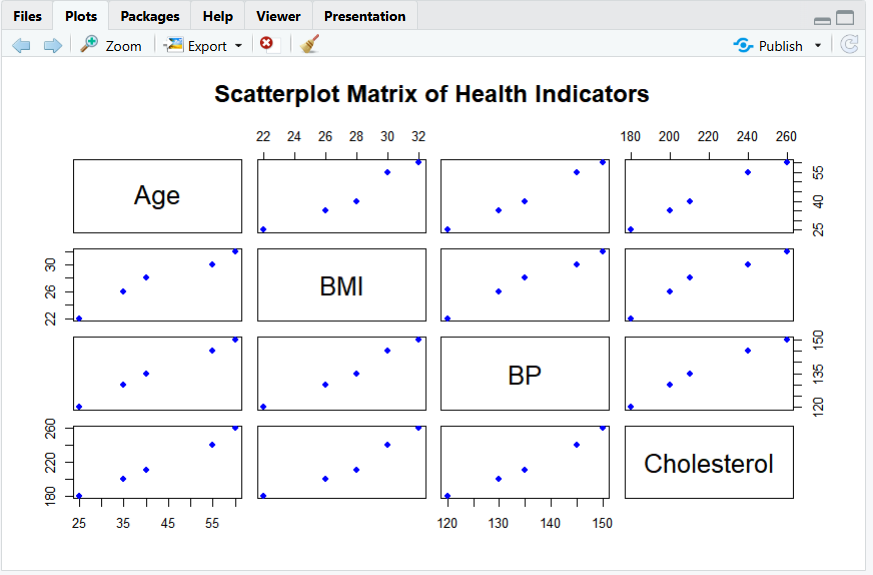 Files Plots Packages Help Viewer Presentation
Zoom Export Publish
Scatterplot Matrix of Health Indicators
22 24 26 28 30 32 180 200 220 240 260
Age
25 40 55
22 26 30
BMI
BP
120 135 150
180 220 260
Cholesterol
25 35 45 55 120 130 140 150